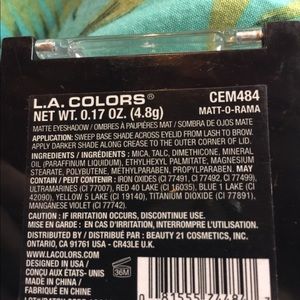 L.A. COLORS® CEM484
NET WT. 0.17 OZ. (4.8g) MATT-O-RAMA
MATTE EYESHADOW / OMBRES À PAUPIÈRES MAT / SOMBRA DE OJOS MATE
APPLICATION: SWEEP BASE SHADE ACROSS EYELID FROM LASH TO BROW.
APPLY DARKER SHADE ALONG CREASE TO THE OUTER CORNER OF LID.
INGREDIENTS / INGRÉDIENTS: MICA, TALC, DIMETHICONE, MINERAL
OIL (PARAFFINUM LIQUIDUM), ETHYLHEXYL PALMITATE; MAGNESIUM
STEARATE, POLYBUTENE, METHYLPARABEN, PROPYLPARABEN. MAY
CONTAIN / PEUT CONTENIR: IRON OXIDES (CI 77491, CI 77492, CI 77499),
ULTRAMARINES (CI 77007), RED 40 LAKE (CI 16035), BLUE 1 LAKE (CI
42090), YELLOW 5 LAKE (CI 19140), TITANIUM DIOXIDE (CI 77891),
MANGANESE VIOLET (CI 77742).
CAUTION: IF IRRITATION OCCURS, DISCONTINUE USE.
MISE EN GARDE: EN CAS D'IRRITATION, INTERROMPRE L'UTILISATION.
DISTRIBUTED BY / DISTRIBUÉ PAR: BEAUTY 21 COSMETICS, INC.
ONTARIO, CA 91761 USA - CR43LE U.K.
WWW.LACOLORS.COM
DESIGNED IN USA /
CONÇU AUX ÉTATS-UNIS
MADE IN CHINA /
FABRIQUÉ EN CHINE
36M